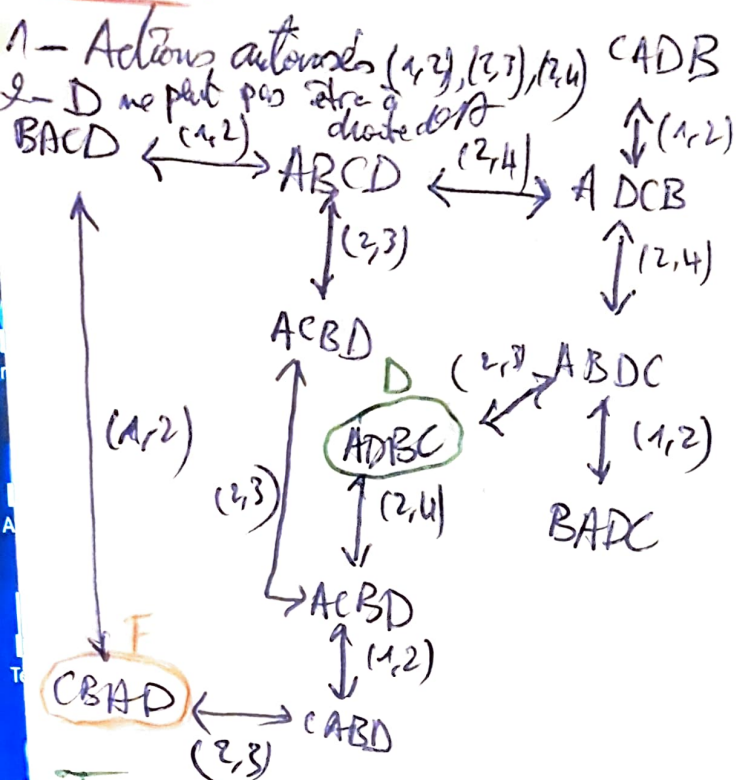 1- Actions autorisés (1,2), (2,3), (2,4) CADB
2- D ne peut pas être à
droite d'A
(1,2)
BACD (1,2) ABCD (2,4) ADCB
(2,3) (2,4)
ACBD
D (2,3) ABDC
ADBC (1,2)
(1,2) (2,3) (2,4)
BADC
ACBD
F (1,2)
CBAD CABD
(2,3)